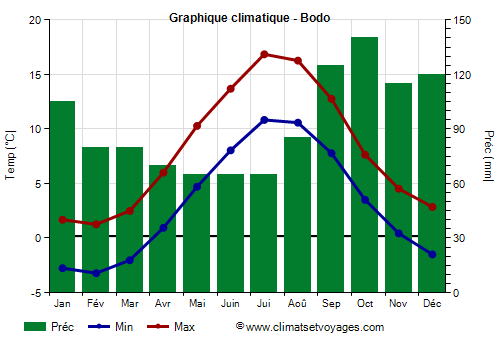 Graphique climatique - Bodo
20
15
10
5
0
-5
Temp (°C)
150
120
90
60
30
0
Préc (mm)
Jan Fév Mar Avr Mai Juin Jui Aoû Sep Oct Nov Déc
Préc Min Max ©www.climatsetvoyages.com